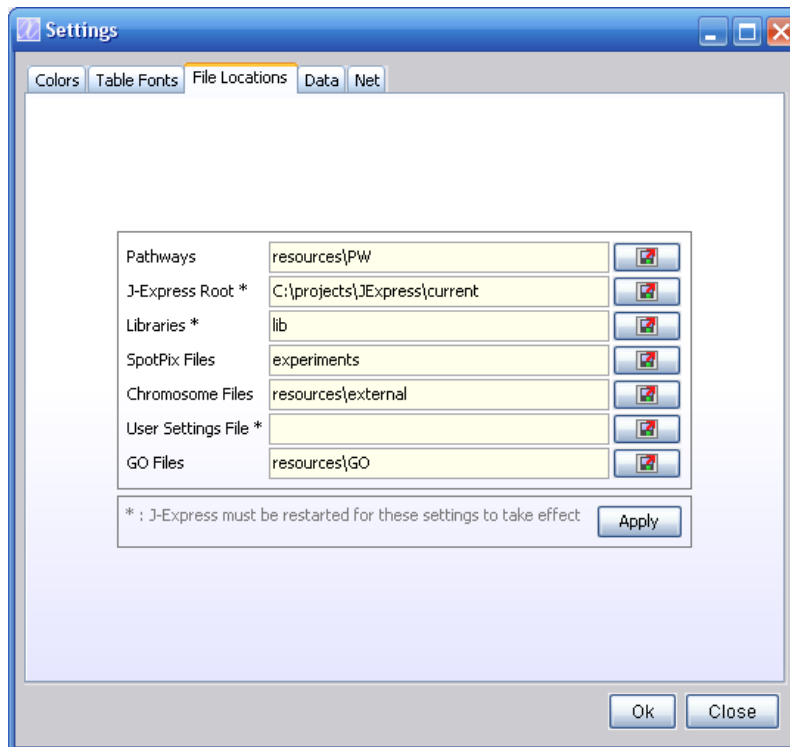 Settings
Colors Table Fonts File Locations Data Net
Pathways resources\PW
J-Express Root * C:\projects\JExpress\current
Libraries * lib
SpotPix Files experiments
Chromosome Files resources\external
User Settings File *
GO Files resources\GO
* : J-Express must be restarted for these settings to take effect Apply
Ok Close